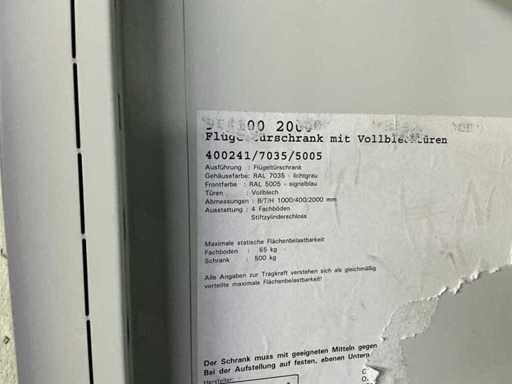 Flügeltürschrank mit Vollblechtüren
400241/7035/5005
Ausführung : Flügeltürschrank
Gehäusefarbe: RAL 7035 - lichtgrau
Frontfarbe : RAL 5005 - signalblau
Türen : Vollblech
Abmessungen : B/T/H 1000/400/2000 mm
Ausstattung : 4 Fachböden
Stiftzylinderschloss
Maximale statische Flächenbelastbarkeit
Fachboden : 65 kg
Schrank : 500 kg
Alle Angaben zur Tragkraft verstehen sich als gleichmäßig
verteilte maximale Flächenbelastbarkeit!
Der Schrank muss mit geeigneten Mitteln gegen
Bei der Aufstellung auf festen, ebenen Untern
Hersteller: